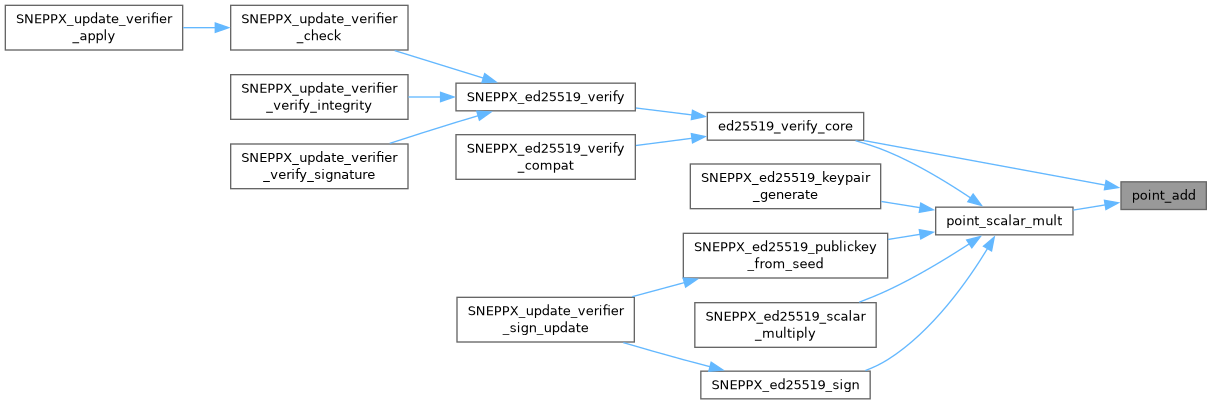 SNEPPX_update_verifier
_apply
SNEPPX_update_verifier
_check
SNEPPX_update_verifier
_verify_integrity
SNEPPX_update_verifier
_verify_signature
SNEPPX_ed25519_verify
SNEPPX_ed25519_verify
_compat
ed25519_verify_core
SNEPPX_ed25519_keypair
_generate
SNEPPX_ed25519_publickey
_from_seed
SNEPPX_update_verifier
_sign_update
SNEPPX_ed25519_scalar
_multiply
SNEPPX_ed25519_sign
point_scalar_mult
point_add